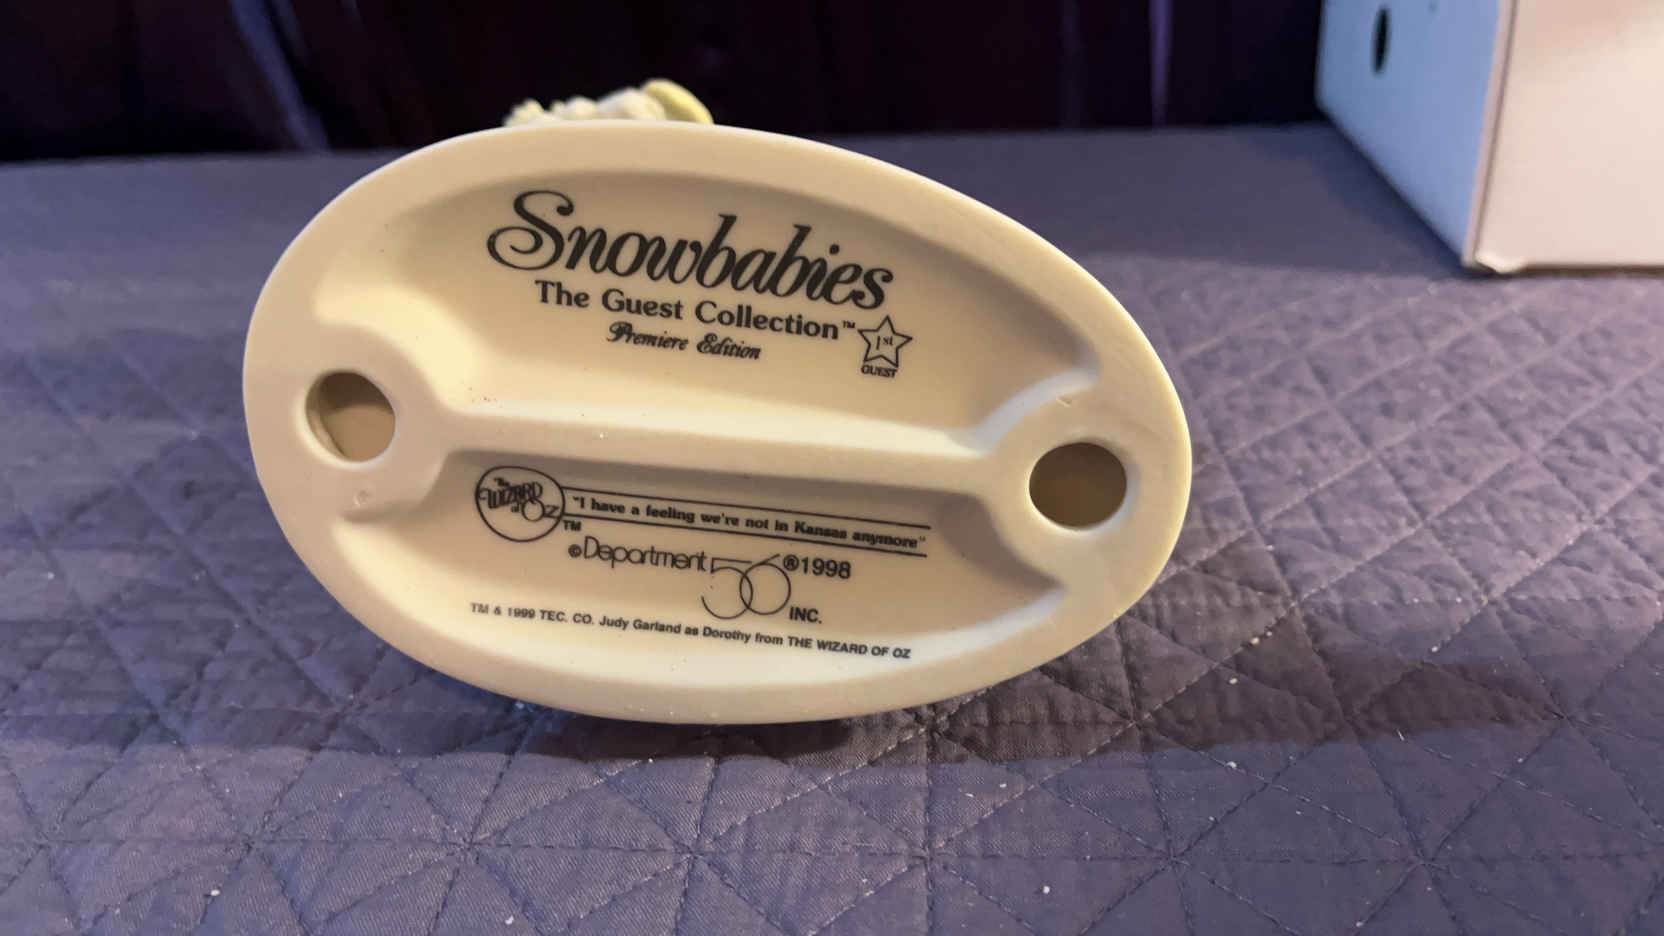 Snowbabies
The Guest Collection™
Premiere Edition
1st
GUEST
The
WIZARD
of OZ
TM
"I have a feeling we're not in Kansas anymore"
©Department 56®1998
INC.
TM & 1999 TEC. CO. Judy Garland as Dorothy from THE WIZARD OF OZ